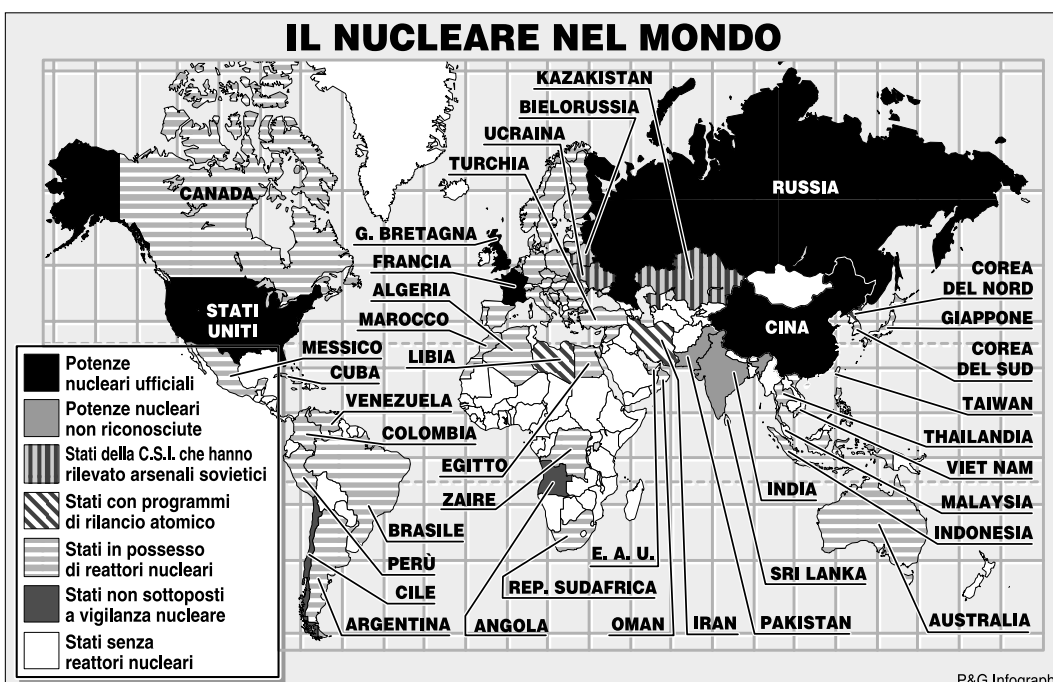 IL NUCLEARE NEL MONDO
KAZAKISTAN
BIELORUSSIA
UCRAINA
TURCHIA
CANADA
RUSSIA
G. BRETAGNA
FRANCIA
ALGERIA
MAROCCO
LIBIA
STATI
UNITI
MESSICO
CUBA
VENEZUELA
COLOMBIA
EGITTO
ZAIRE
BRASILE
PERÙ
CILE
ARGENTINA
ANGOLA
REP. SUDAFRICA
E. A. U.
OMAN
IRAN
PAKISTAN
SRI LANKA
INDIA
CINA
COREA
DEL NORD
GIAPPONE
COREA
DEL SUD
TAIWAN
THAILANDIA
VIET NAM
MALAYSIA
INDONESIA
AUSTRALIA
Potenze
nucleari ufficiali
Potenze nucleari
non riconosciute
Stati della C.S.I. che hanno
rilevato arsenali sovietici
Stati con programmi
di rilancio atomico
Stati in possesso
di reattori nucleari
Stati non sottoposti
a vigilanza nucleare
Stati senza
reattori nucleari
P&G Infograph